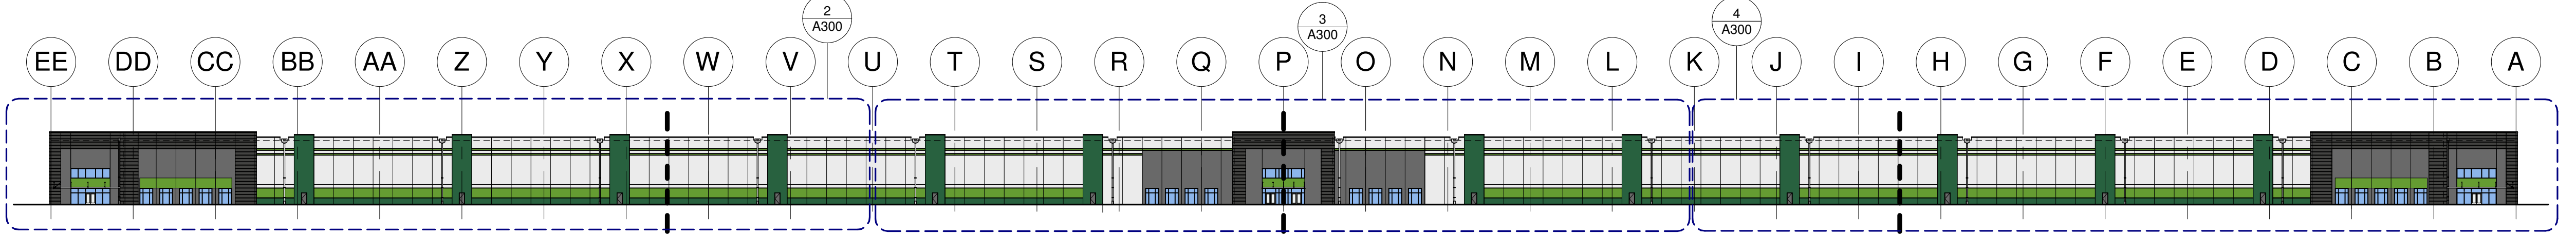 2
A300
3
A300
4
A300
EE DD CC BB AA Z Y X W V U T S R Q P O N M L K J I H G F E D C B A